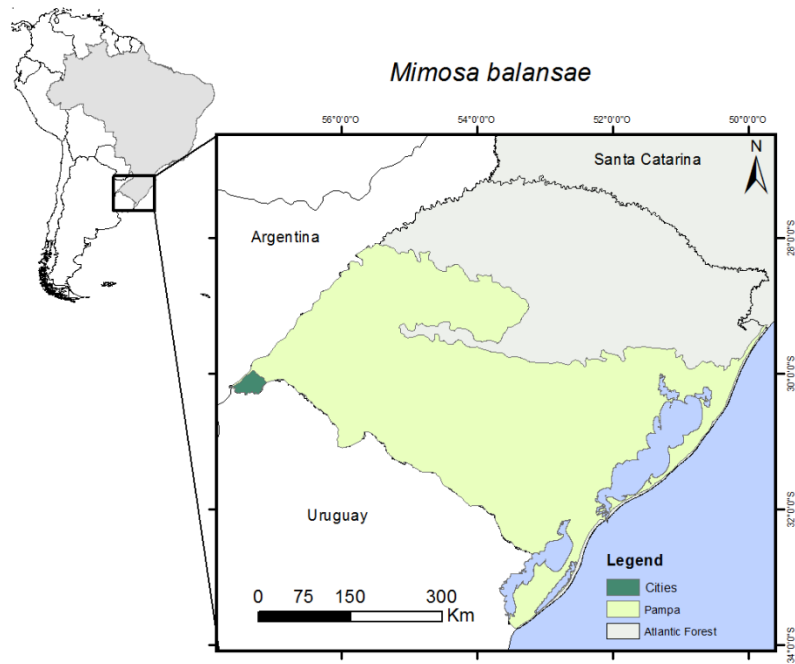 Mimosa balansae
56°0'0"W
54°0'0"W
52°0'0"W
50°0'0"W
N
Santa Catarina
Argentina
28°0'0"S
30°0'0"S
32°0'0"S
34°0'0"S
Uruguay
0 75 150 300
Km
Legend
Cities
Pampa
Atlantic Forest